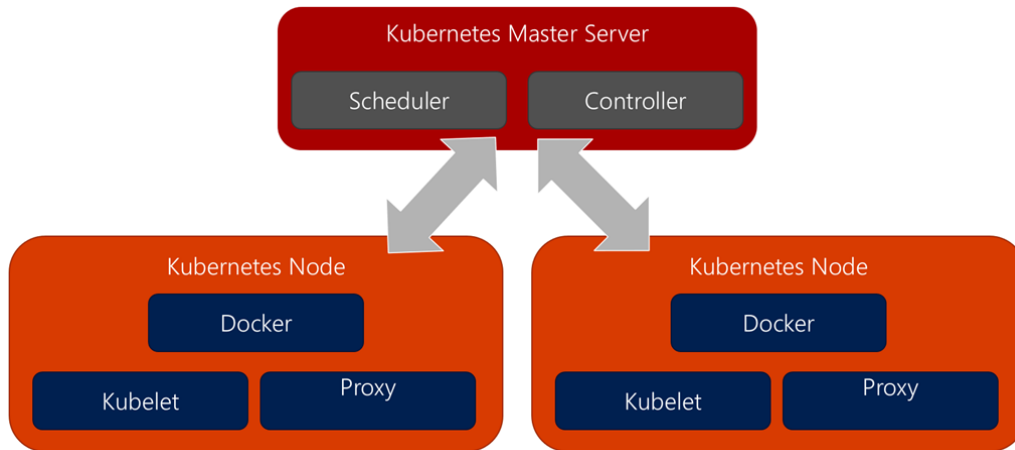 Kubernetes Master Server
Scheduler
Controller
Kubernetes Node
Docker
Kubelet
Proxy
Kubernetes Node
Docker
Kubelet
Proxy